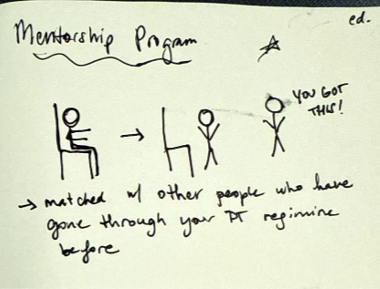 ed.
Mentorship Program
YOU GOT
THIS!
→ matched w/ other people who have
gone through your PT regimine
before